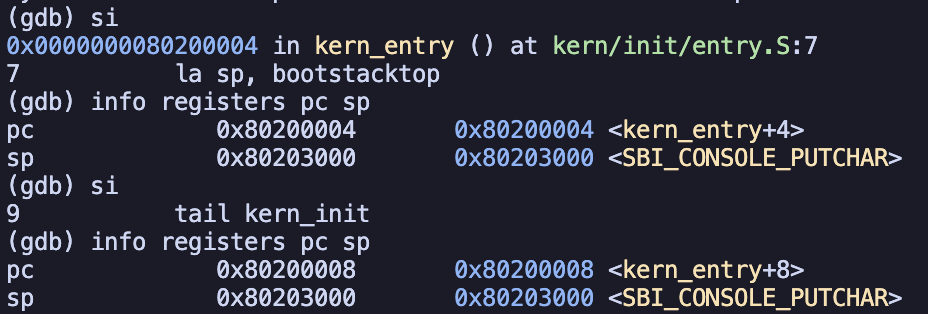 (gdb) si
0x0000000080200004 in kern_entry () at kern/init/entry.S:7
7           la sp, bootstacktop
(gdb) info registers pc sp
pc             0x80200004       0x80200004 <kern_entry+4>
sp             0x80203000       0x80203000 <SBI_CONSOLE_PUTCHAR>
(gdb) si
9           tail kern_init
(gdb) info registers pc sp
pc             0x80200008       0x80200008 <kern_entry+8>
sp             0x80203000       0x80203000 <SBI_CONSOLE_PUTCHAR>